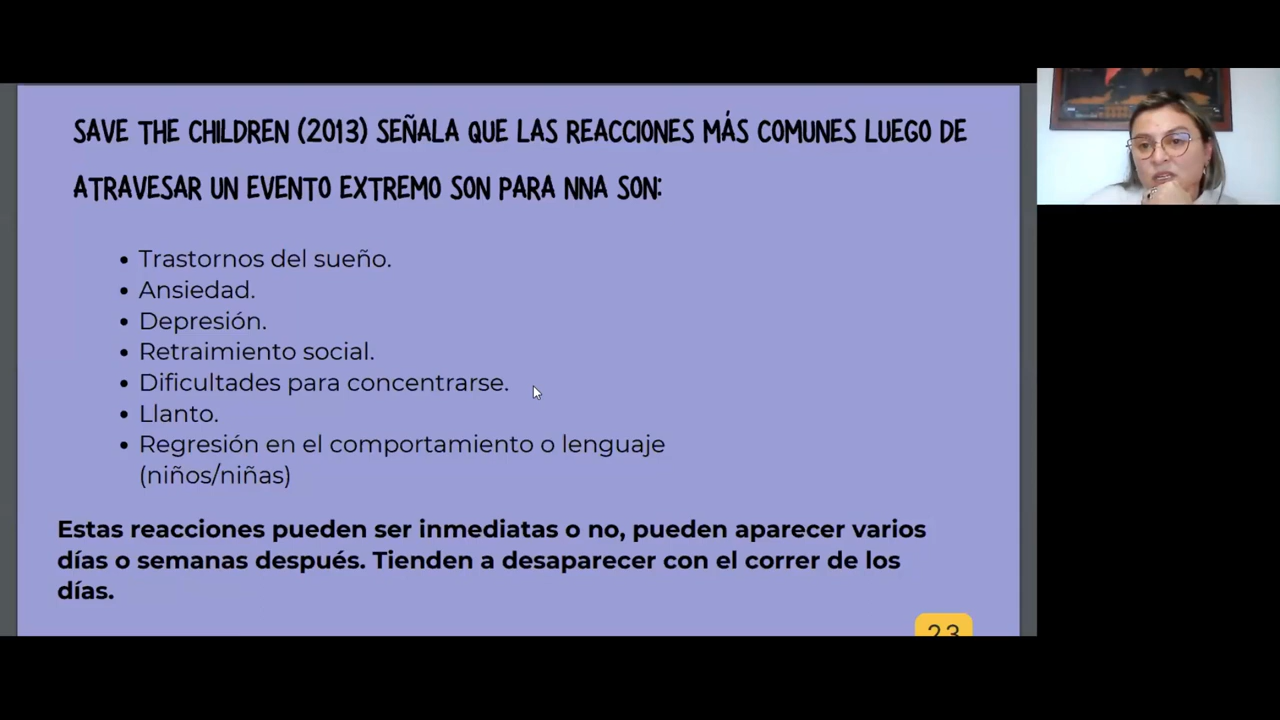 SAVE THE CHILDREN (2013) SEÑALA QUE LAS REACCIONES MÁS COMUNES LUEGO DE
ATRAVESAR UN EVENTO EXTREMO SON PARA NNA SON:
• Trastornos del sueño.
• Ansiedad.
• Depresión.
• Retraimiento social.
• Dificultades para concentrarse.
• Llanto.
• Regresión en el comportamiento o lenguaje
(niños/niñas)
Estas reacciones pueden ser inmediatas o no, pueden aparecer varios
días o semanas después. Tienden a desaparecer con el correr de los
días.
23